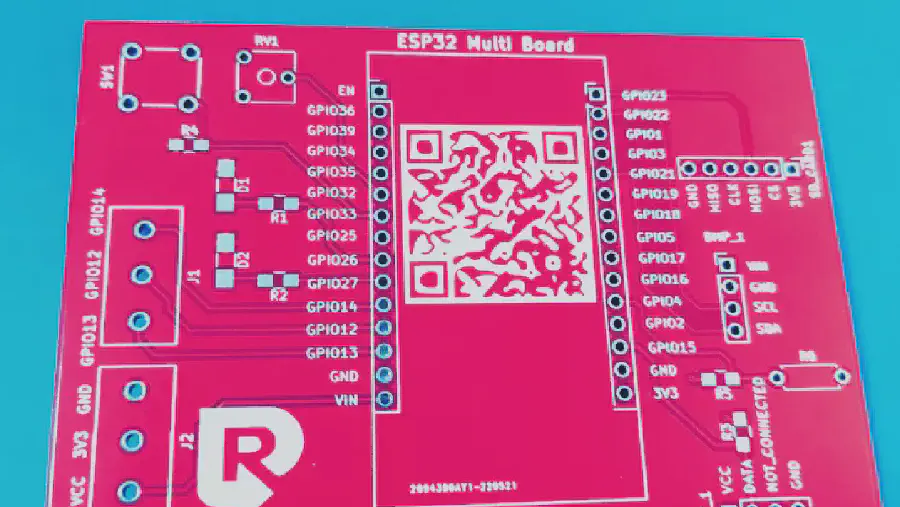 ESP32 Multi Board
SW1
RV1
R4
D1
R1
D2
R2
J1
J2
GPIO14
GPIO12
GPIO13
GND
3V3
VCC
EN
GPIO36
GPIO39
GPIO34
GPIO35
GPIO32
GPIO33
GPIO25
GPIO26
GPIO27
GPIO14
GPIO12
GPIO13
GND
VIN
GPIO23
GPIO22
GPIO1
GPIO3
GPIO21
GPIO19
GPIO18
GPIO5
GPIO17
GPIO16
GPIO4
GPIO2
GPIO15
GND
3V3
GND
MISO
CLK
MOSI
CS
3V3
SD_CARD1
BMP_1
GND
SCL
SDA
R3
VCC
DATA
NOT_CONNECTED
GND
R